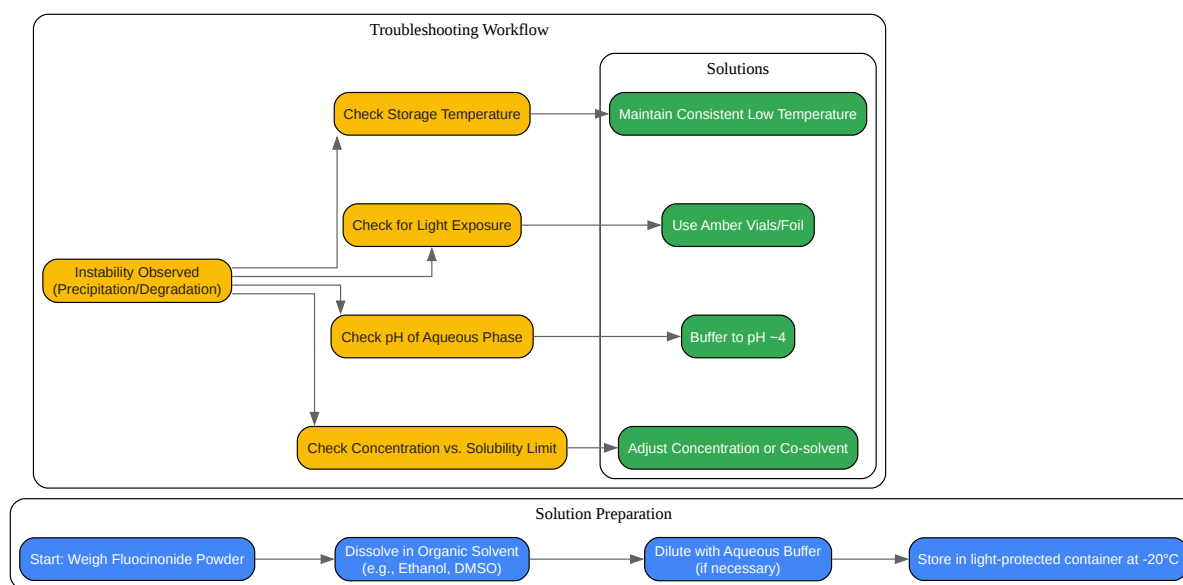 Troubleshooting Workflow
Solutions
Check Storage Temperature
Maintain Consistent Low Temperature
Check for Light Exposure
Use Amber Vials/Foil
Instability Observed
(Precipitation/Degradation)
Check pH of Aqueous Phase
Buffer to pH ~4
Check Concentration vs. Solubility Limit
Adjust Concentration or Co-solvent
Solution Preparation
Start: Weigh Fluocinonide Powder
Dissolve in Organic Solvent
(e.g., Ethanol, DMSO)
Dilute with Aqueous Buffer
(if necessary)
Store in light-protected container at -20°C